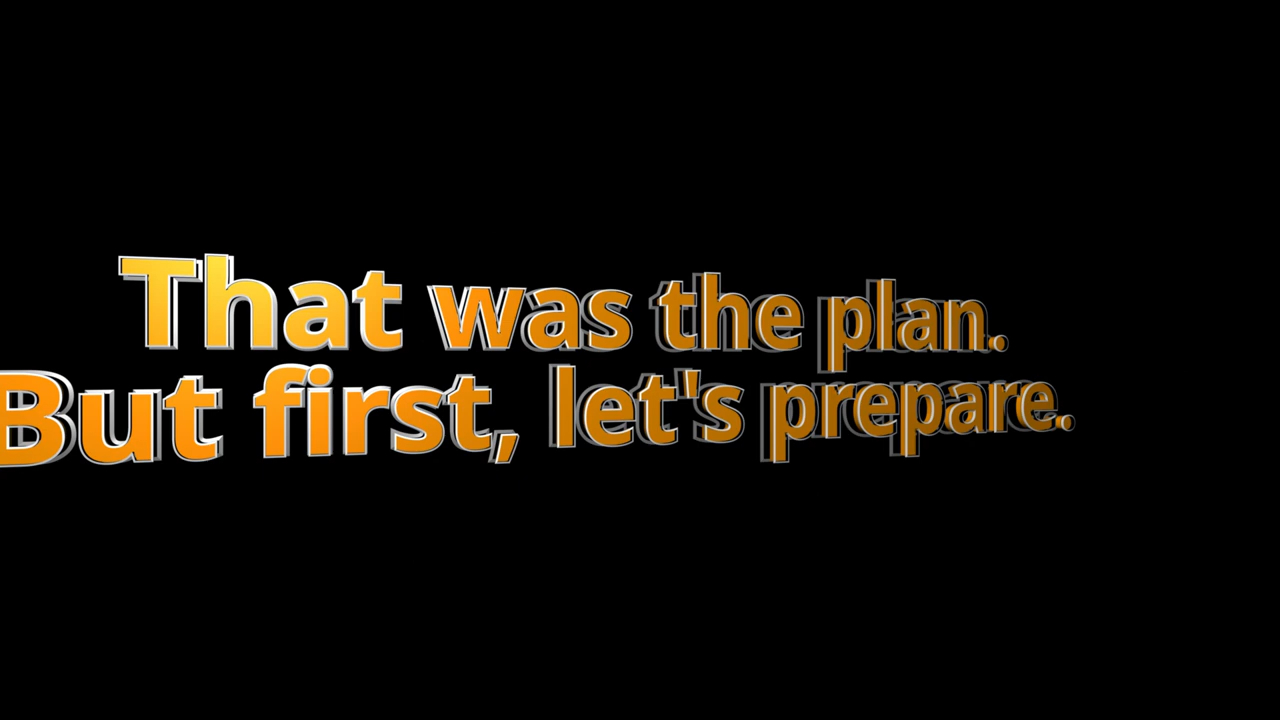 That was the plan.
But first, let's prepare.